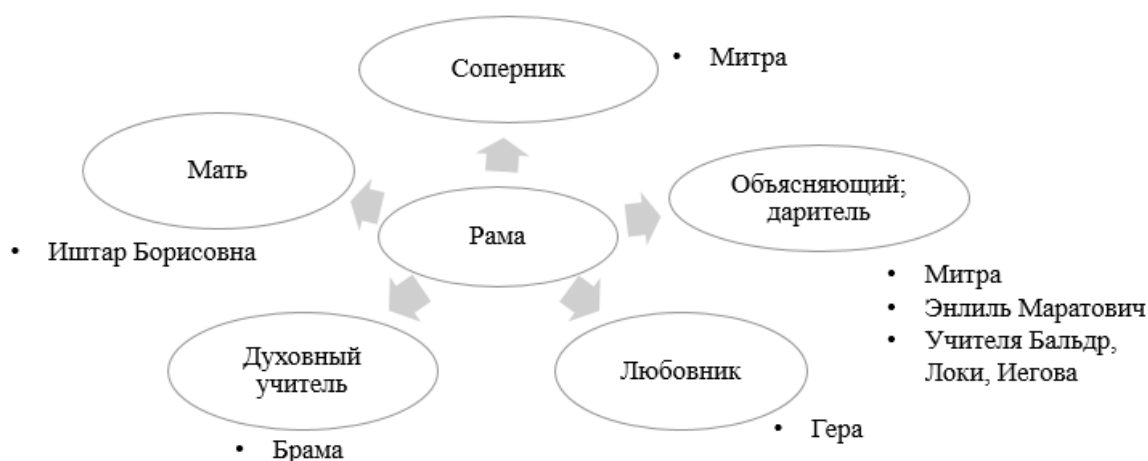 Соперник
• Митра
Мать
• Иштар Борисовна
Объясняющий;
даритель
• Митра
• Энлиль Маратович
• Учителя Бальдр,
Локи, Иегова
Рама
Духовный
учитель
• Брама
Любовник
• Гера